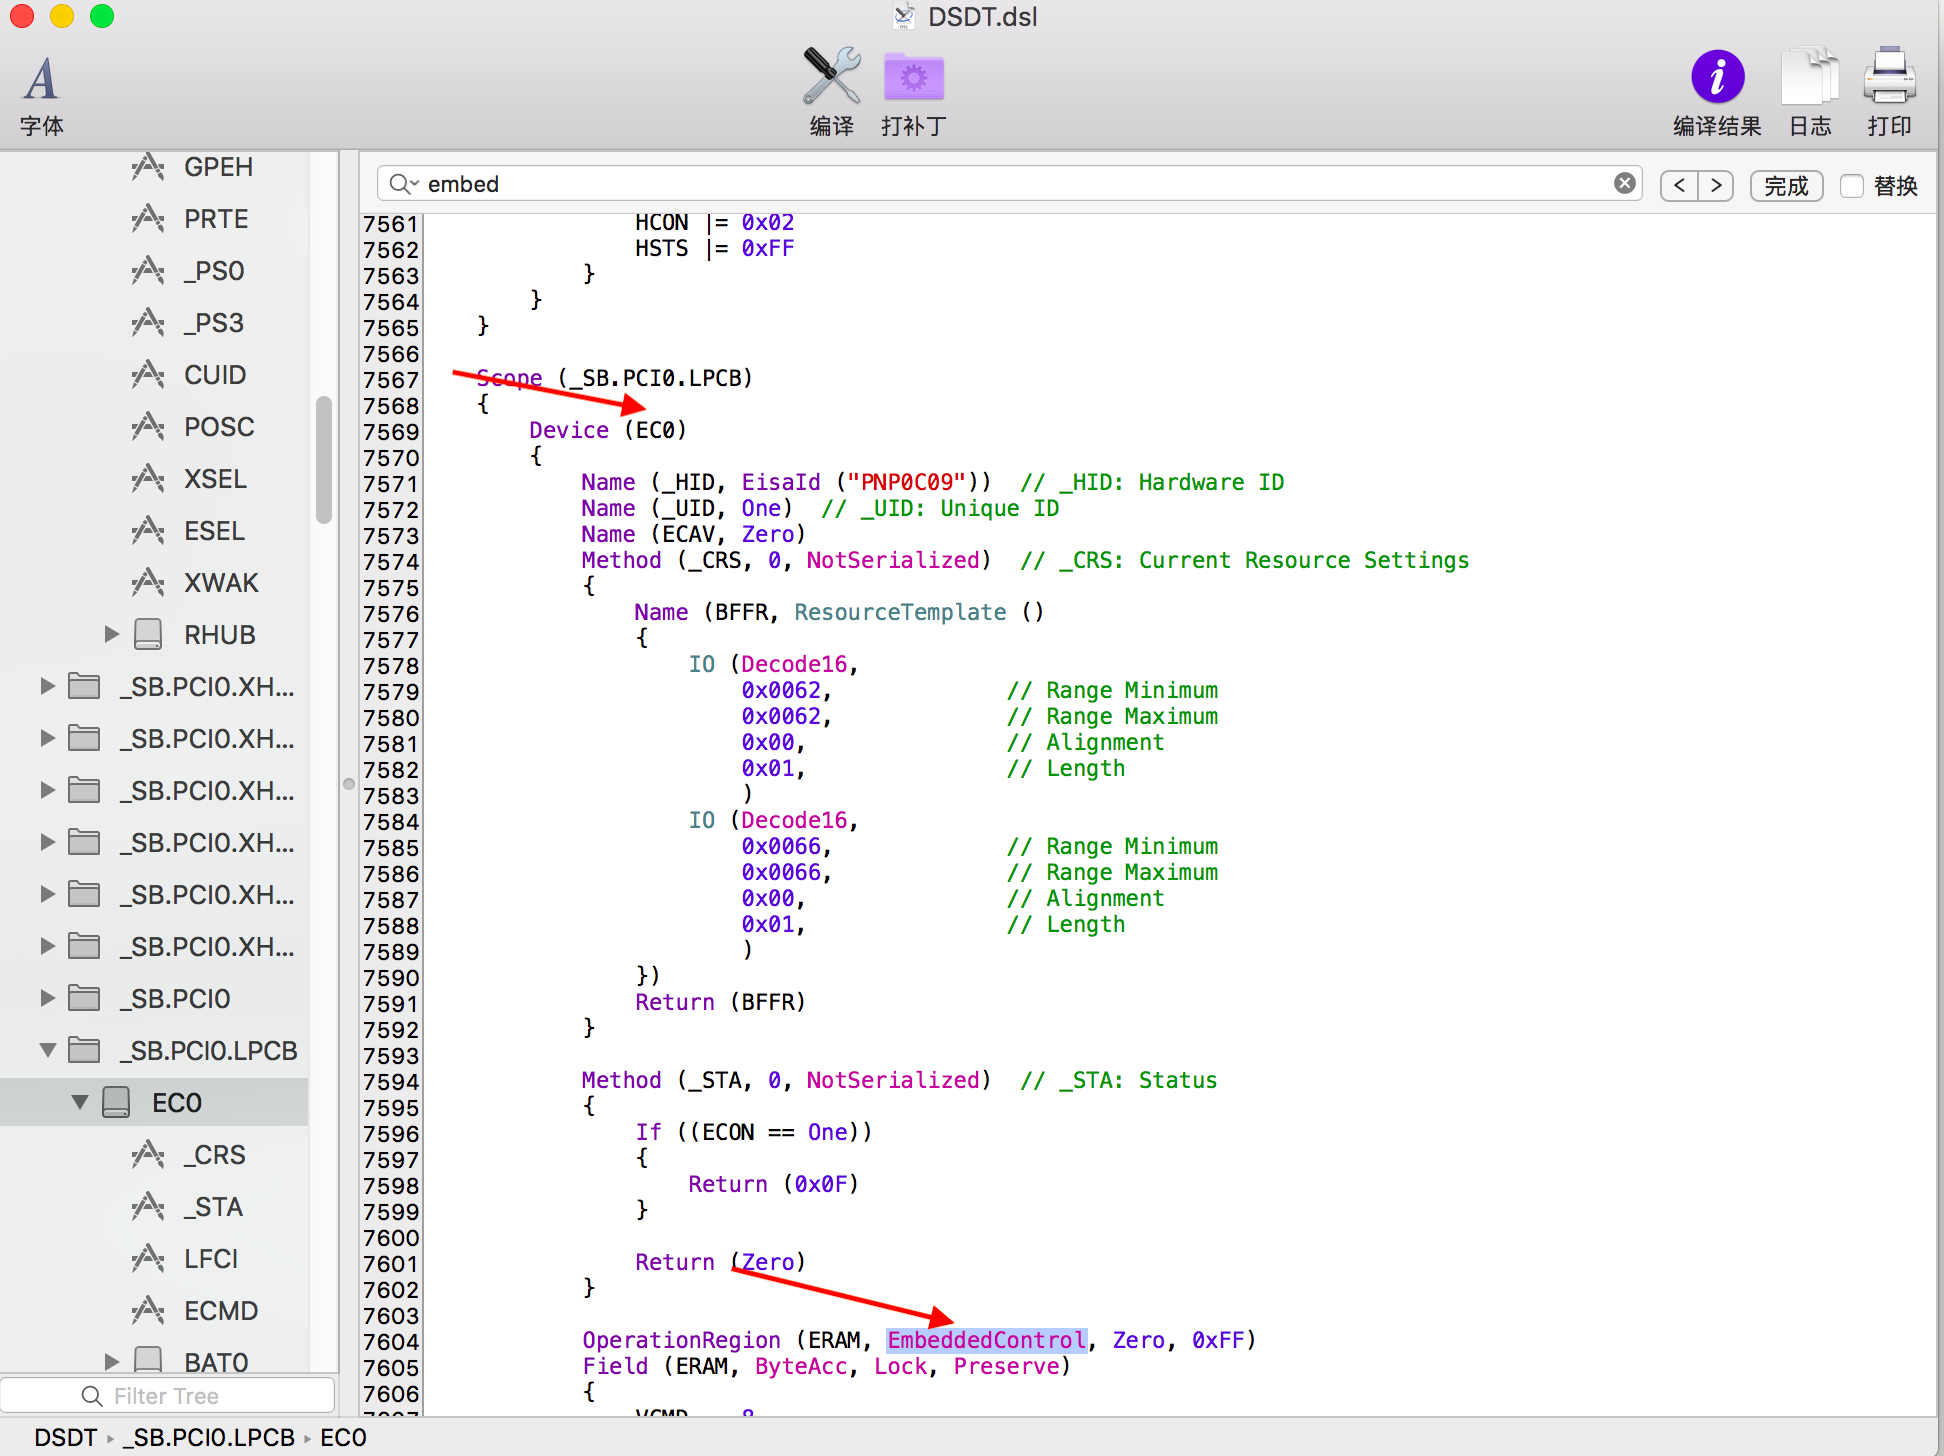 DSDT.dsl
字体
编译
打补丁
编译结果
日志
打印
GPEH
PRTE
_PS0
_PS3
CUID
POSC
XSEL
ESEL
XWAK
RHUB
_SB.PCI0.XH...
_SB.PCI0.XH...
_SB.PCI0.XH...
_SB.PCI0.XH...
_SB.PCI0.XH...
_SB.PCI0.XH...
_SB.PCI0
_SB.PCI0.LPCB
EC0
_CRS
_STA
LFCI
ECMD
BAT0
Filter Tree
embed
< > 完成 替换
7561 HCON |= 0x02
7562 HSTS |= 0xFF
7563 }
7564 }
7565 }
7566
7567 Scope (_SB.PCI0.LPCB)
7568 {
7569 Device (EC0)
7570 {
7571 Name (_HID, EisaId ("PNP0C09")) // _HID: Hardware ID
7572 Name (_UID, One) // _UID: Unique ID
7573 Name (ECAV, Zero)
7574 Method (_CRS, 0, NotSerialized) // _CRS: Current Resource Settings
7575 {
7576 Name (BFFR, ResourceTemplate ()
7577 {
7578 IO (Decode16,
7579 0x0062, // Range Minimum
7580 0x0062, // Range Maximum
7581 0x00, // Alignment
7582 0x01, // Length
7583 )
7584 IO (Decode16,
7585 0x0066, // Range Minimum
7586 0x0066, // Range Maximum
7587 0x00, // Alignment
7588 0x01, // Length
7589 )
7590 })
7591 Return (BFFR)
7592 }
7593
7594 Method (_STA, 0, NotSerialized) // _STA: Status
7595 {
7596 If ((ECON == One))
7597 {
7598 Return (0x0F)
7599 }
7600
7601 Return (Zero)
7602 }
7603
7604 OperationRegion (ERAM, EmbeddedControl, Zero, 0xFF)
7605 Field (ERAM, ByteAcc, Lock, Preserve)
7606 {
DSDT ▸ _SB.PCI0.LPCB ▸ EC0